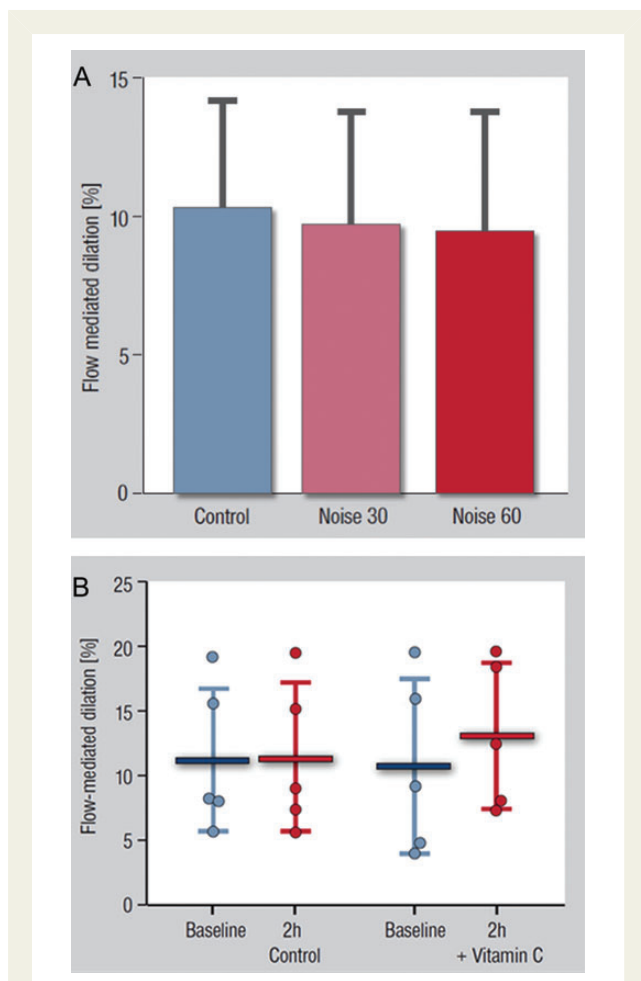 A
Flow mediated dilation [%]
15
10
5
0
Control Noise 30 Noise 60
B
Flow-mediated dilation [%]
25
20
15
10
5
0
Baseline 2h Baseline 2h
Control + Vitamin C